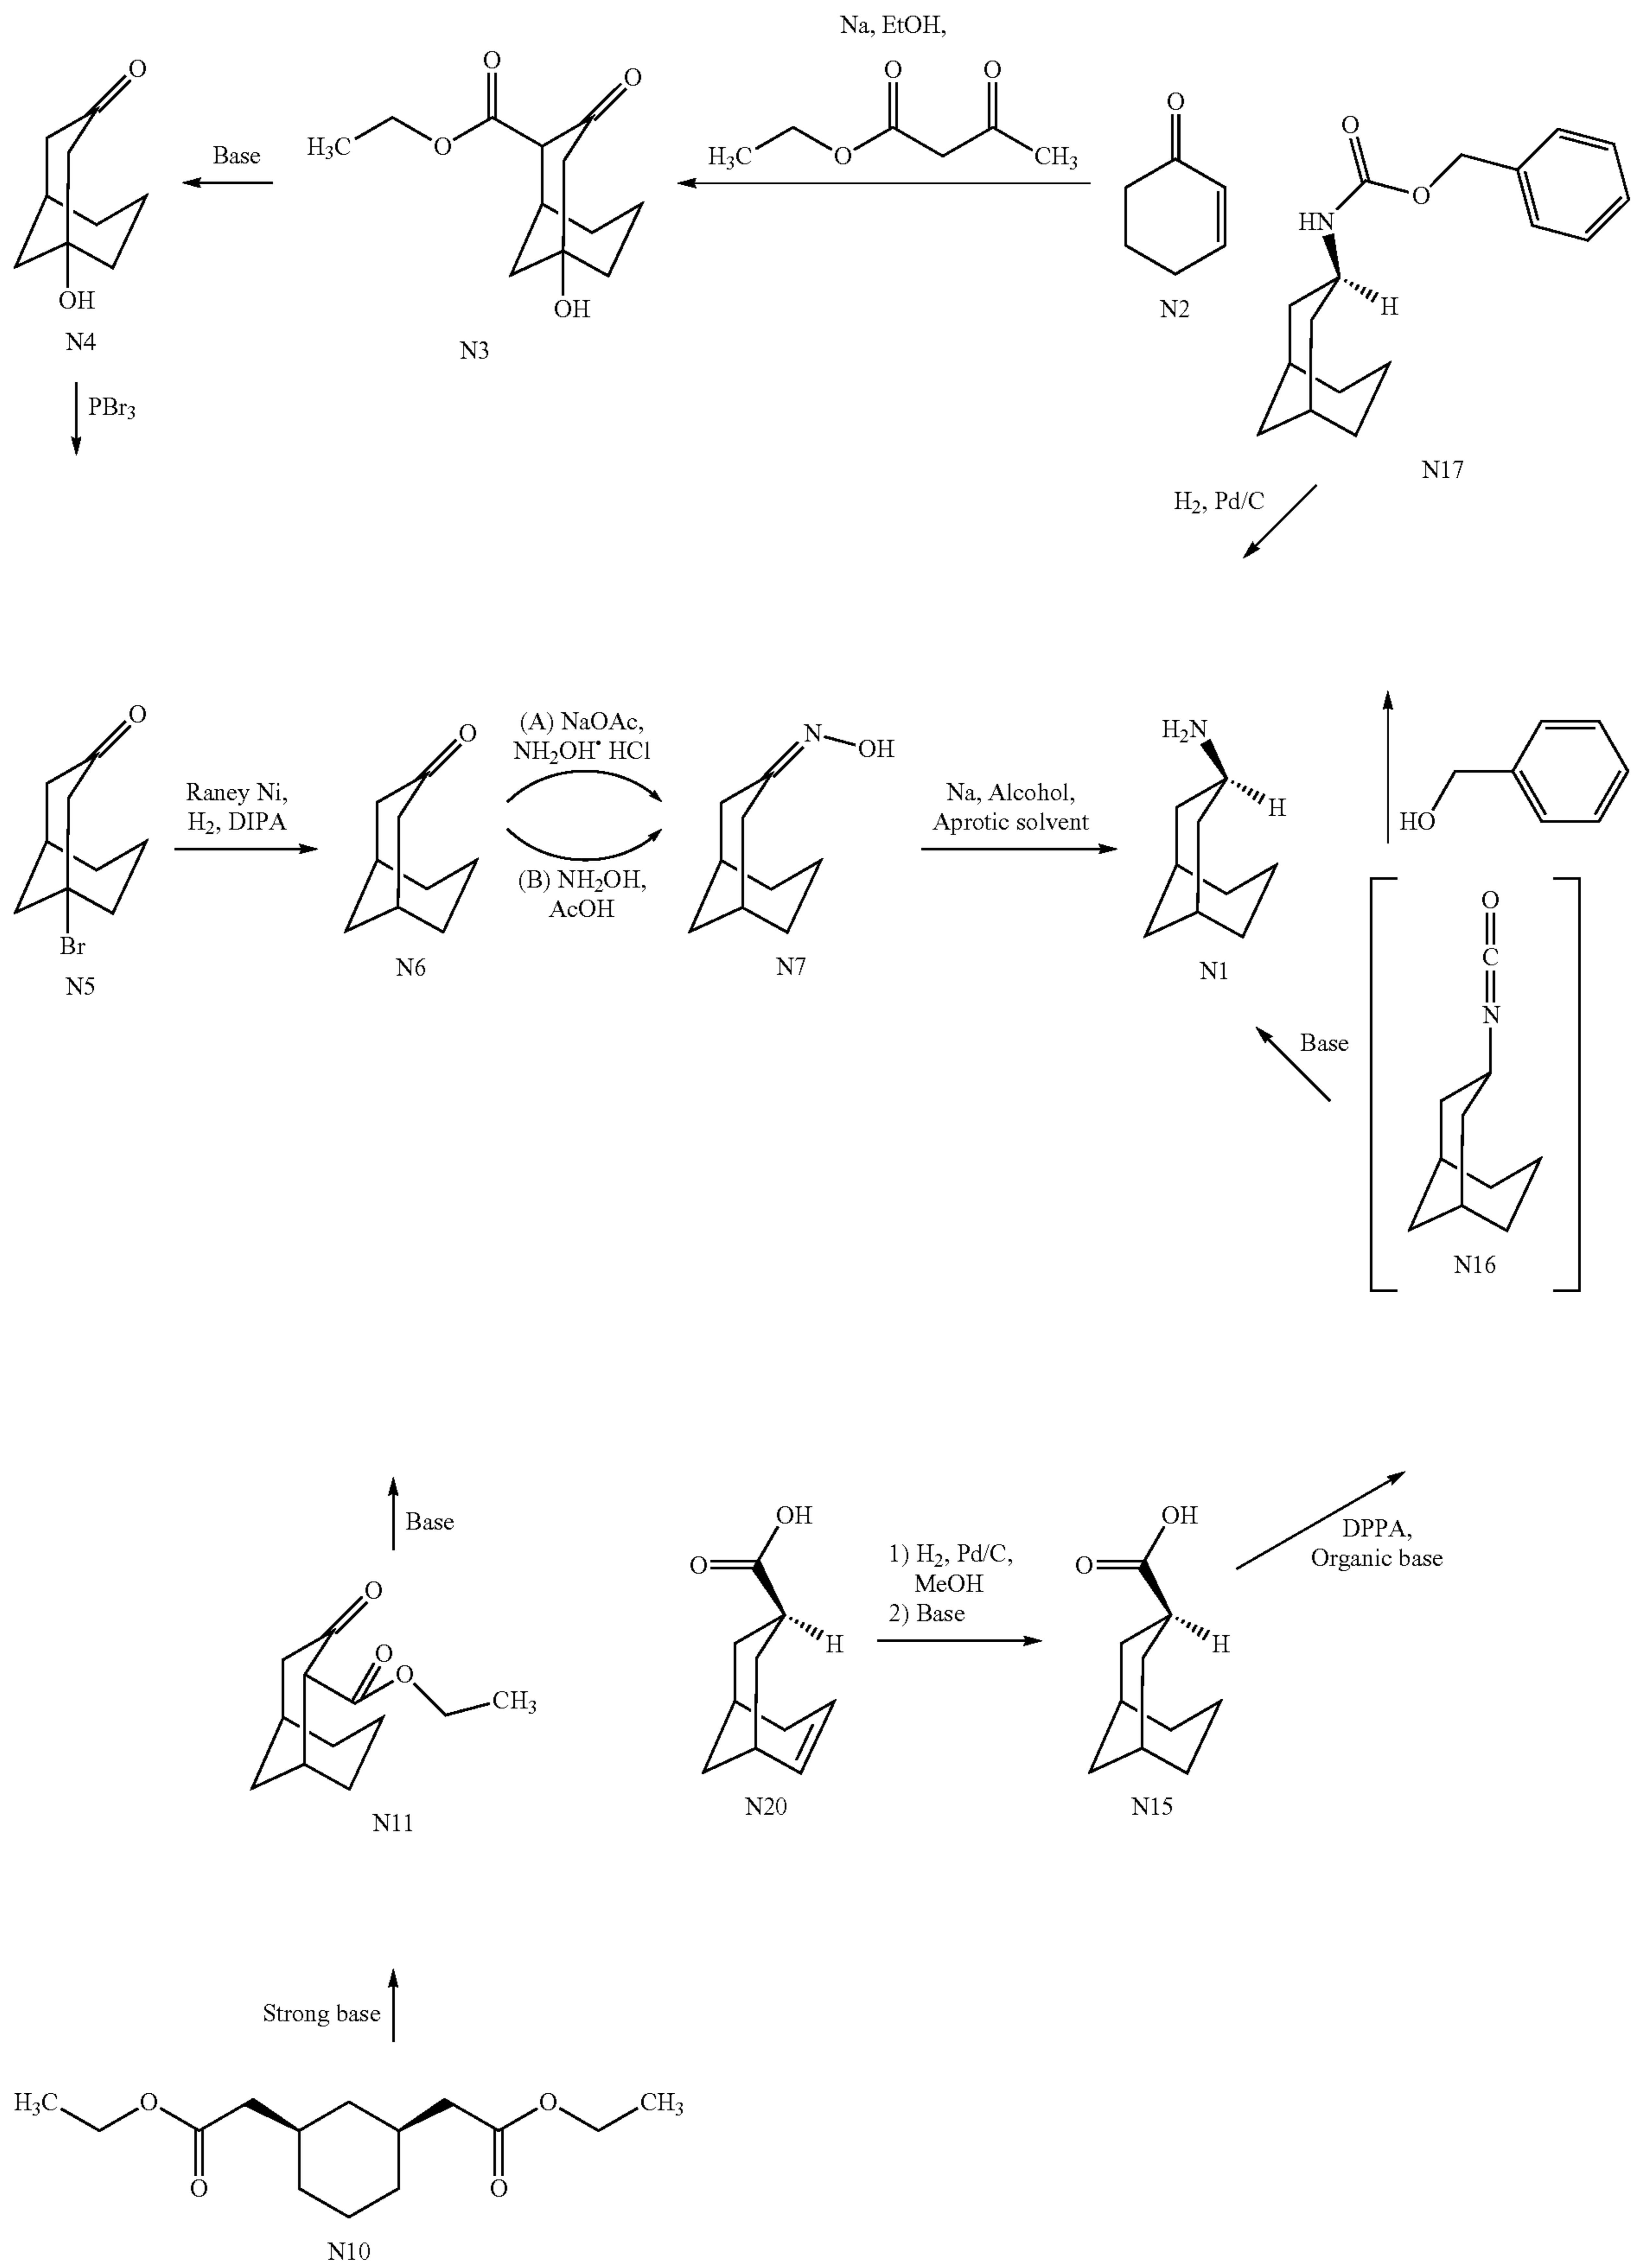 Na, EtOH,
O
O
H₃C
O
CH₃
O
O
H₃C
O
O
OH
N3
Base
O
OH
N4
PBr₃
O
N2
O
HN
O
H
N17
H₂, Pd/C
O
Br
N5
Raney Ni,
H₂, DIPA
O
N6
(A) NaOAc,
NH₂OH• HCl
(B) NH₂OH,
AcOH
N
OH
N7
Na, Alcohol,
Aprotic solvent
H₂N
H
N1
HO
Base
O
C
N
N16
Base
O
O
O
CH₃
N11
OH
O
H
N20
1) H₂, Pd/C,
MeOH
2) Base
OH
O
H
N15
DPPA,
Organic base
Strong base
H₃C
O
O
O
CH₃
O
N10